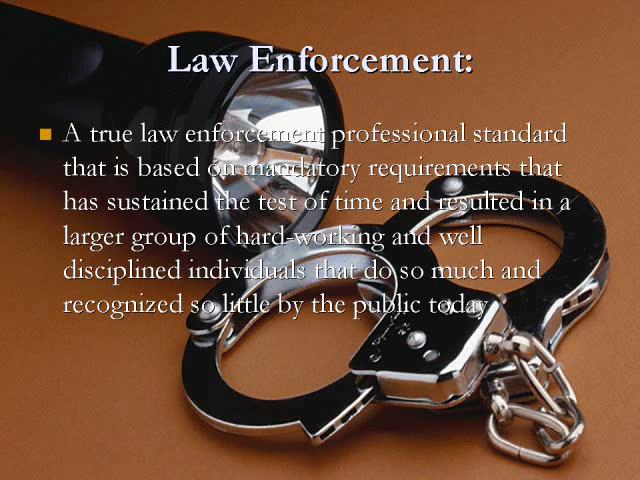 Law Enforcement:
A true law enforcement professional standard
that is based on mandatory requirements that
has sustained the test of time and resulted in a
larger group of hard-working and well
disciplined individuals that do so much and
recognized so little by the public today